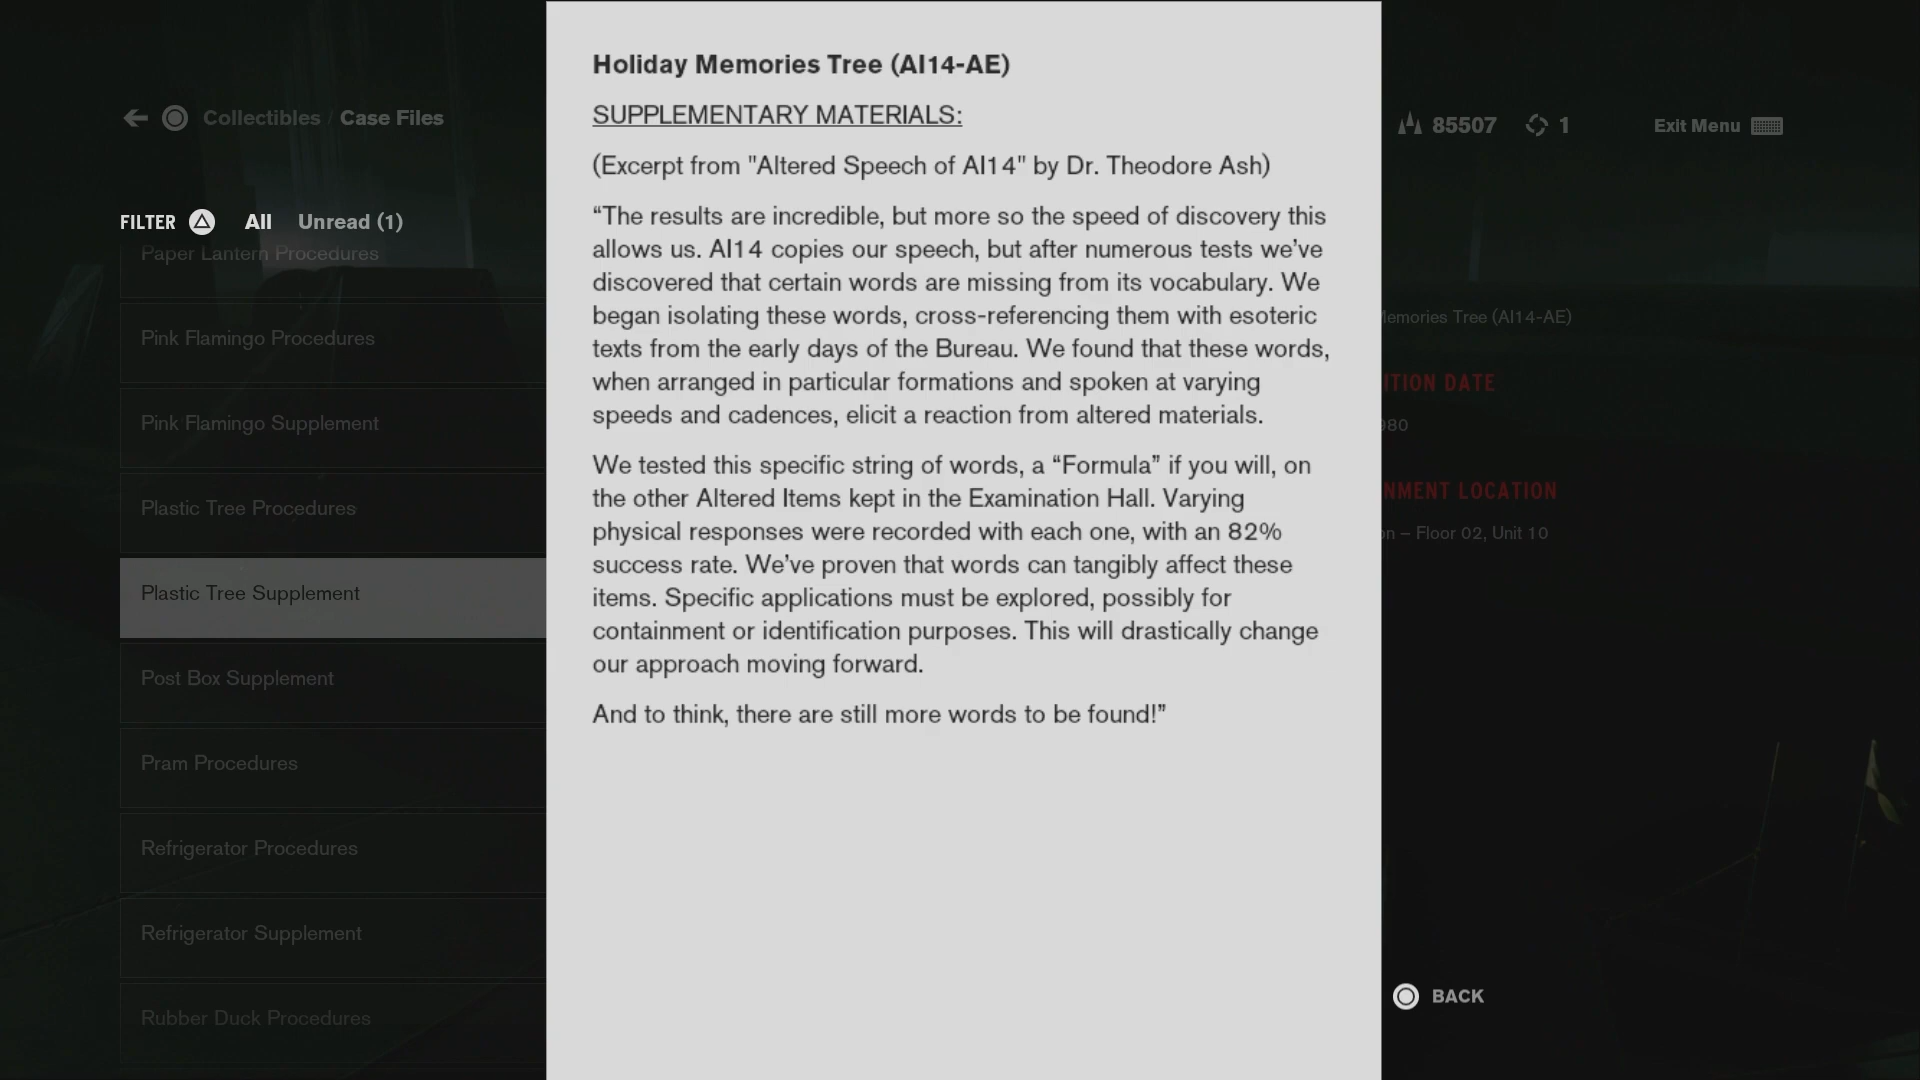 Collectibles / Case Files
85507
1
Exit Menu
FILTER
All
Unread (1)
Paper Lantern Procedures
Pink Flamingo Procedures
Pink Flamingo Supplement
Plastic Tree Procedures
Plastic Tree Supplement
Post Box Supplement
Pram Procedures
Refrigerator Procedures
Refrigerator Supplement
Rubber Duck Procedures
Holiday Memories Tree (AI14-AE)
SUPPLEMENTARY MATERIALS:
(Excerpt from "Altered Speech of AI14" by Dr. Theodore Ash)
“The results are incredible, but more so the speed of discovery this
allows us. AI14 copies our speech, but after numerous tests we’ve
discovered that certain words are missing from its vocabulary. We
began isolating these words, cross-referencing them with esoteric
texts from the early days of the Bureau. We found that these words,
when arranged in particular formations and spoken at varying
speeds and cadences, elicit a reaction from altered materials.
We tested this specific string of words, a “Formula” if you will, on
the other Altered Items kept in the Examination Hall. Varying
physical responses were recorded with each one, with an 82%
success rate. We’ve proven that words can tangibly affect these
items. Specific applications must be explored, possibly for
containment or identification purposes. This will drastically change
our approach moving forward.
And to think, there are still more words to be found!”
Memories Tree (AI14-AE)
ITION DATE
980
NMENT LOCATION
on – Floor 02, Unit 10
BACK